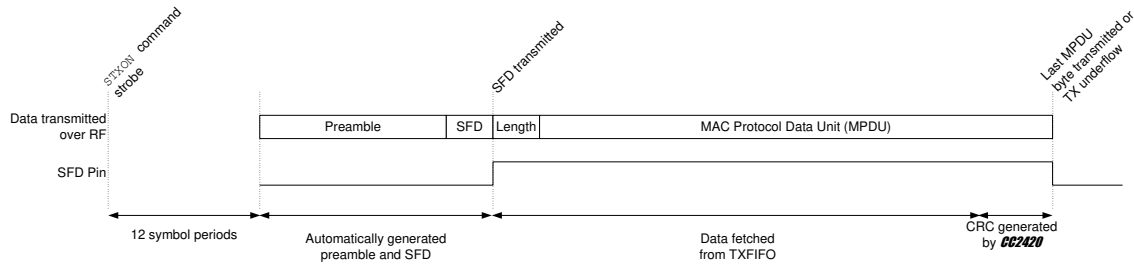 STXON command
strobe
SFD transmitted
Last MPDU
byte transmitted or
TX underflow
Data transmitted
over RF
Preamble
SFD
Length
MAC Protocol Data Unit (MPDU)
SFD Pin
12 symbol periods
Automatically generated
preamble and SFD
Data fetched
from TXFIFO
CRC generated
by CC2420